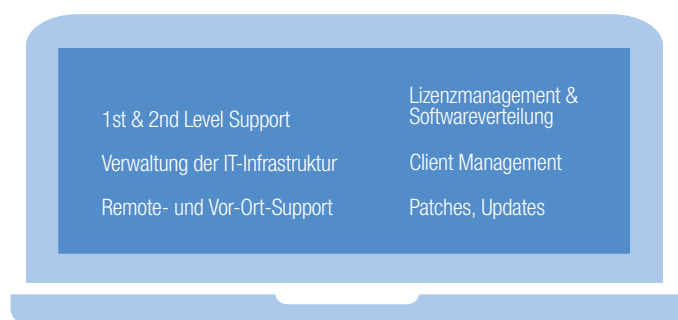 1st & 2nd Level Support
Verwaltung der IT-Infrastruktur
Remote- und Vor-Ort-Support
Lizenzmanagement &
Softwareverteilung
Client Management
Patches, Updates